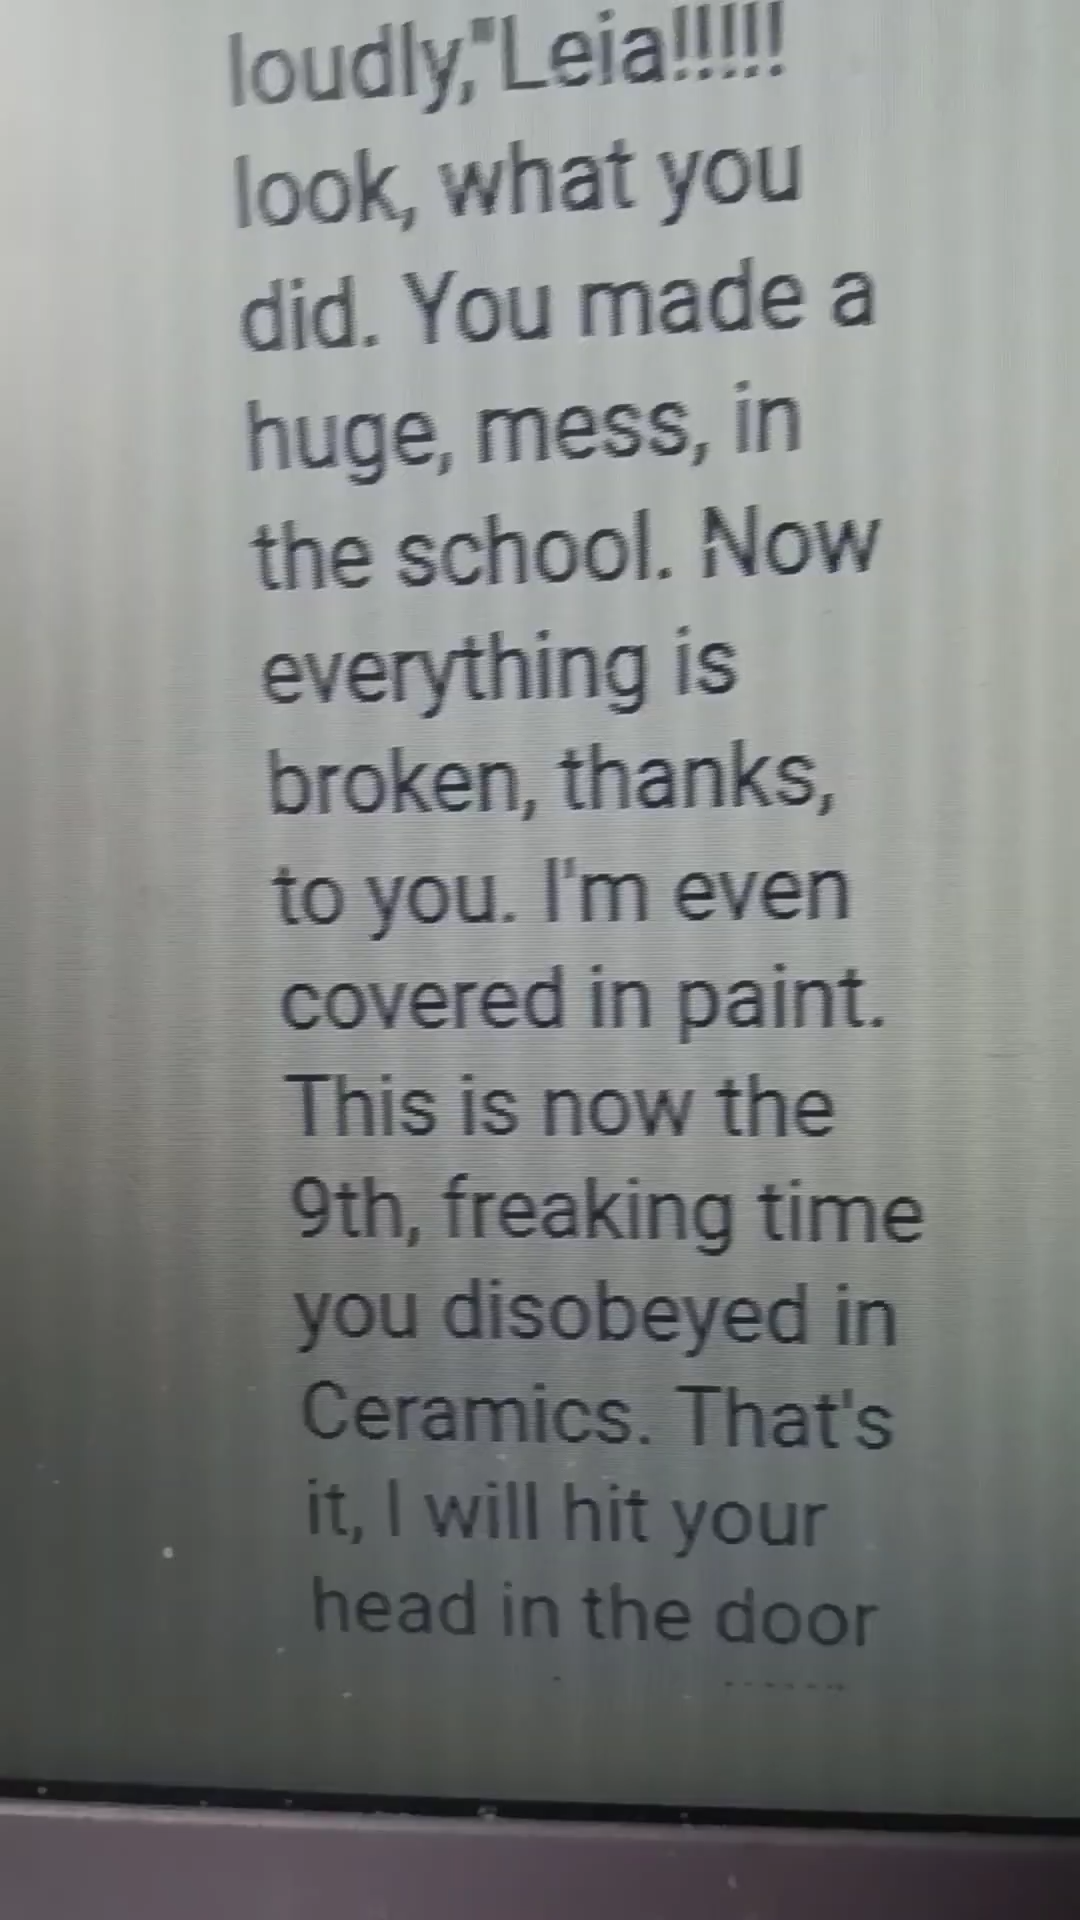 loudly,"Leia!!!!!
look, what you
did. You made a
huge, mess, in
the school. Now
everything is
broken, thanks,
to you. I'm even
covered in paint.
This is now the
9th, freaking time
you disobeyed in
Ceramics. That's
it, I will hit your
head in the door